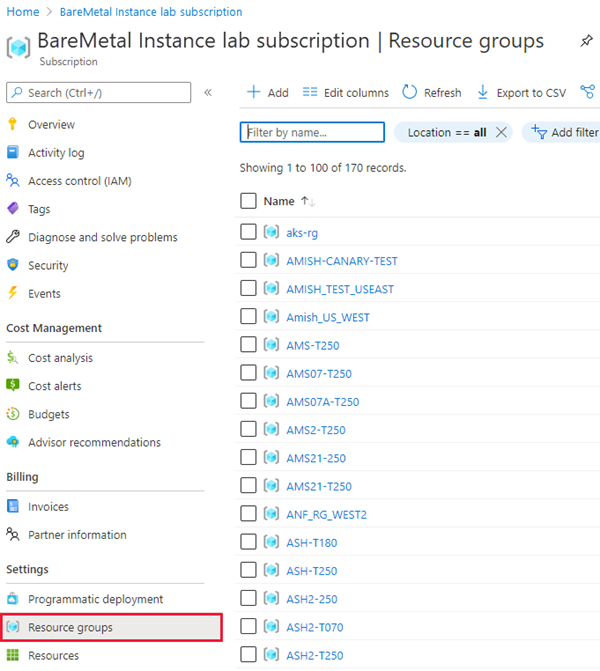 Home > BareMetal Instance lab subscription
BareMetal Instance lab subscription | Resource groups
Subscription
Search (Ctrl+/)
«
Overview
Activity log
Access control (IAM)
Tags
Diagnose and solve problems
Security
Events
Cost Management
Cost analysis
Cost alerts
Budgets
Advisor recommendations
Billing
Invoices
Partner information
Settings
Programmatic deployment
Resource groups
Resources
Add Edit columns Refresh Export to CSV
Filter by name... Location == all Add filter
Showing 1 to 100 of 170 records.
Name ↑↓
aks-rg
AMISH-CANARY-TEST
AMISH_TEST_USEAST
Amish_US_WEST
AMS-T250
AMS07-T250
AMS07A-T250
AMS2-T250
AMS21-250
AMS21-T250
ANF_RG_WEST2
ASH-T180
ASH-T250
ASH2-250
ASH2-T070
ASH2-T250